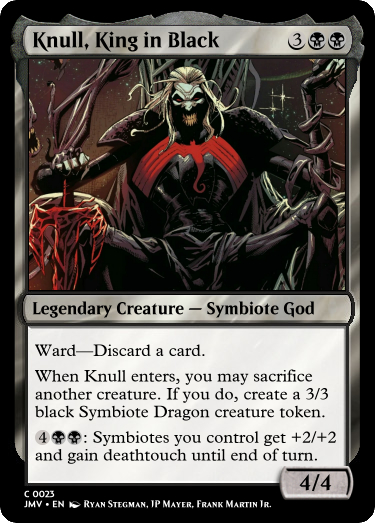 Knull, King in Black 3
Legendary Creature — Symbiote God
Ward—Discard a card.
When Knull enters, you may sacrifice
another creature. If you do, create a 3/3
black Symbiote Dragon creature token.
4: Symbiotes you control get +2/+2
and gain deathtouch until end of turn.
4/4
C 0023
JMV • EN Ryan Stegman, JP Mayer, Frank Martin Jr.